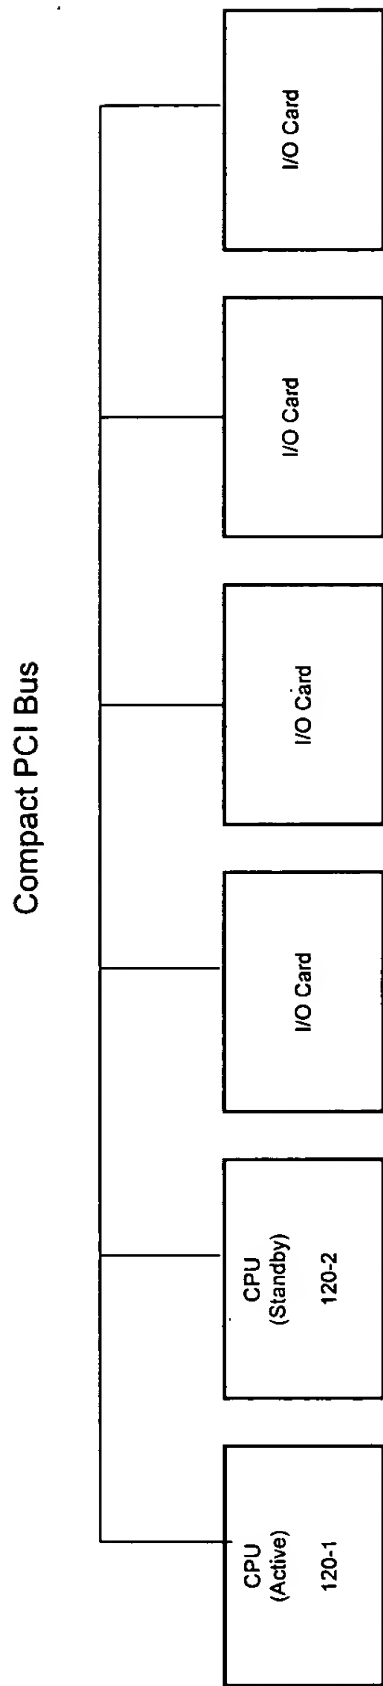 Compact PCI Bus
CPU
(Active)
120-1
CPU
(Standby)
120-2
I/O Card
I/O Card
I/O Card
I/O Card